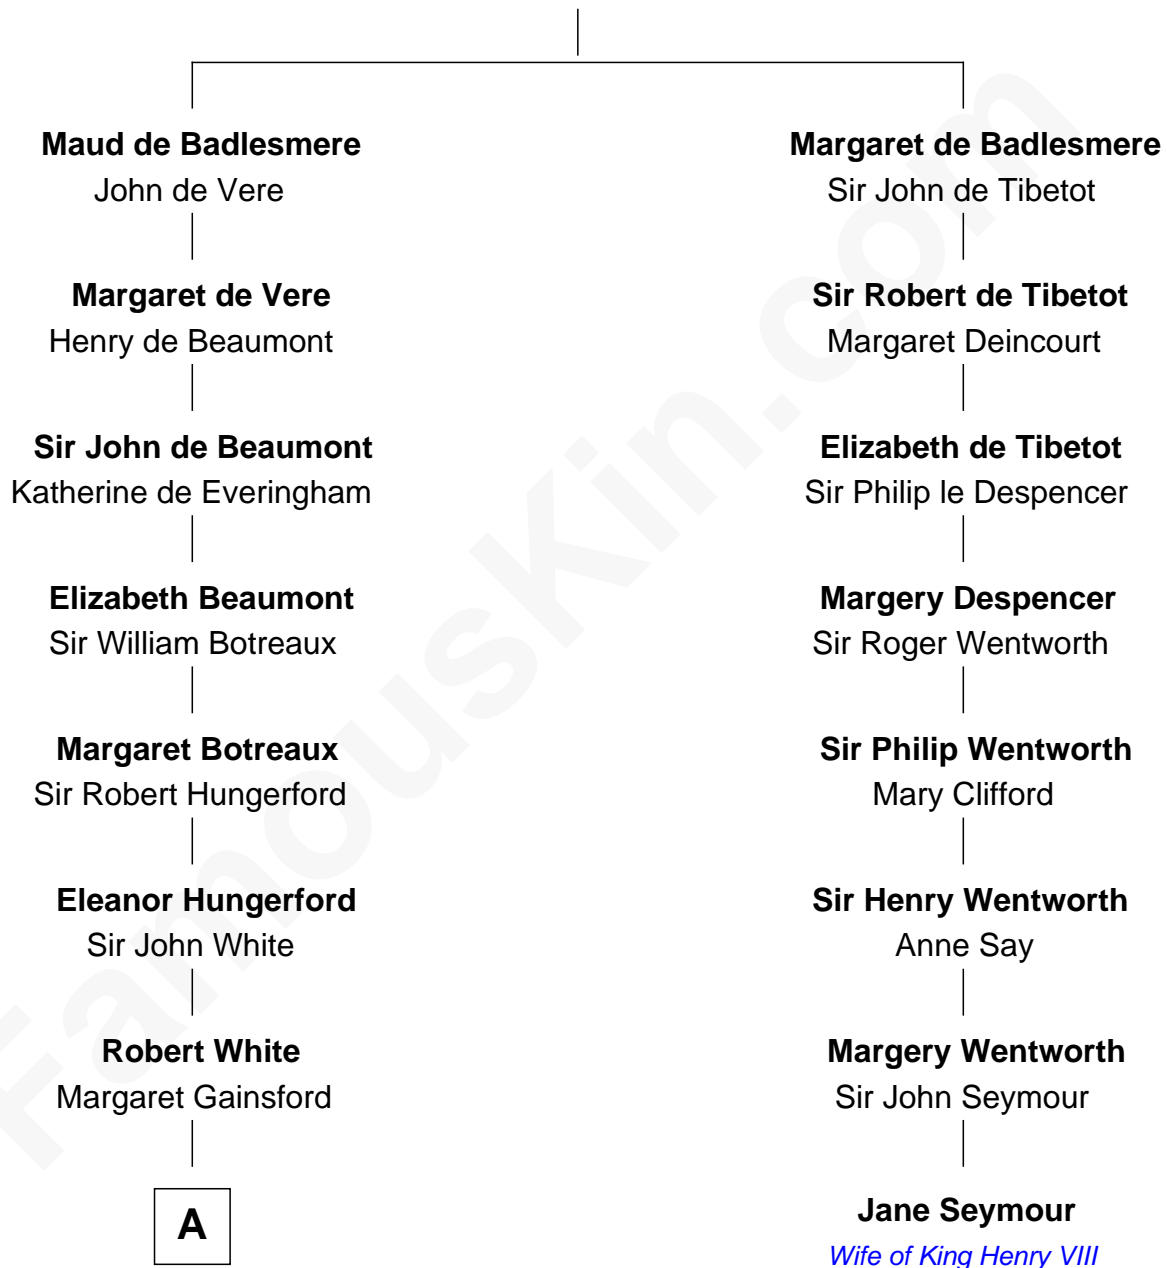 Maud de Badlesmere
John de Vere
Margaret de Vere
Henry de Beaumont
Sir John de Beaumont
Katherine de Everingham
Elizabeth Beaumont
Sir William Botreaux
Margaret Botreaux
Sir Robert Hungerford
Eleanor Hungerford
Sir John White
Robert White
Margaret Gainsford
A
Margaret de Badlesmere
Sir John de Tibetot
Sir Robert de Tibetot
Margaret Deincourt
Elizabeth de Tibetot
Sir Philip le Despencer
Margery Despencer
Sir Roger Wentworth
Sir Philip Wentworth
Mary Clifford
Sir Henry Wentworth
Anne Say
Margery Wentworth
Sir John Seymour
Jane Seymour
Wife of King Henry VIII
FamousKin.com